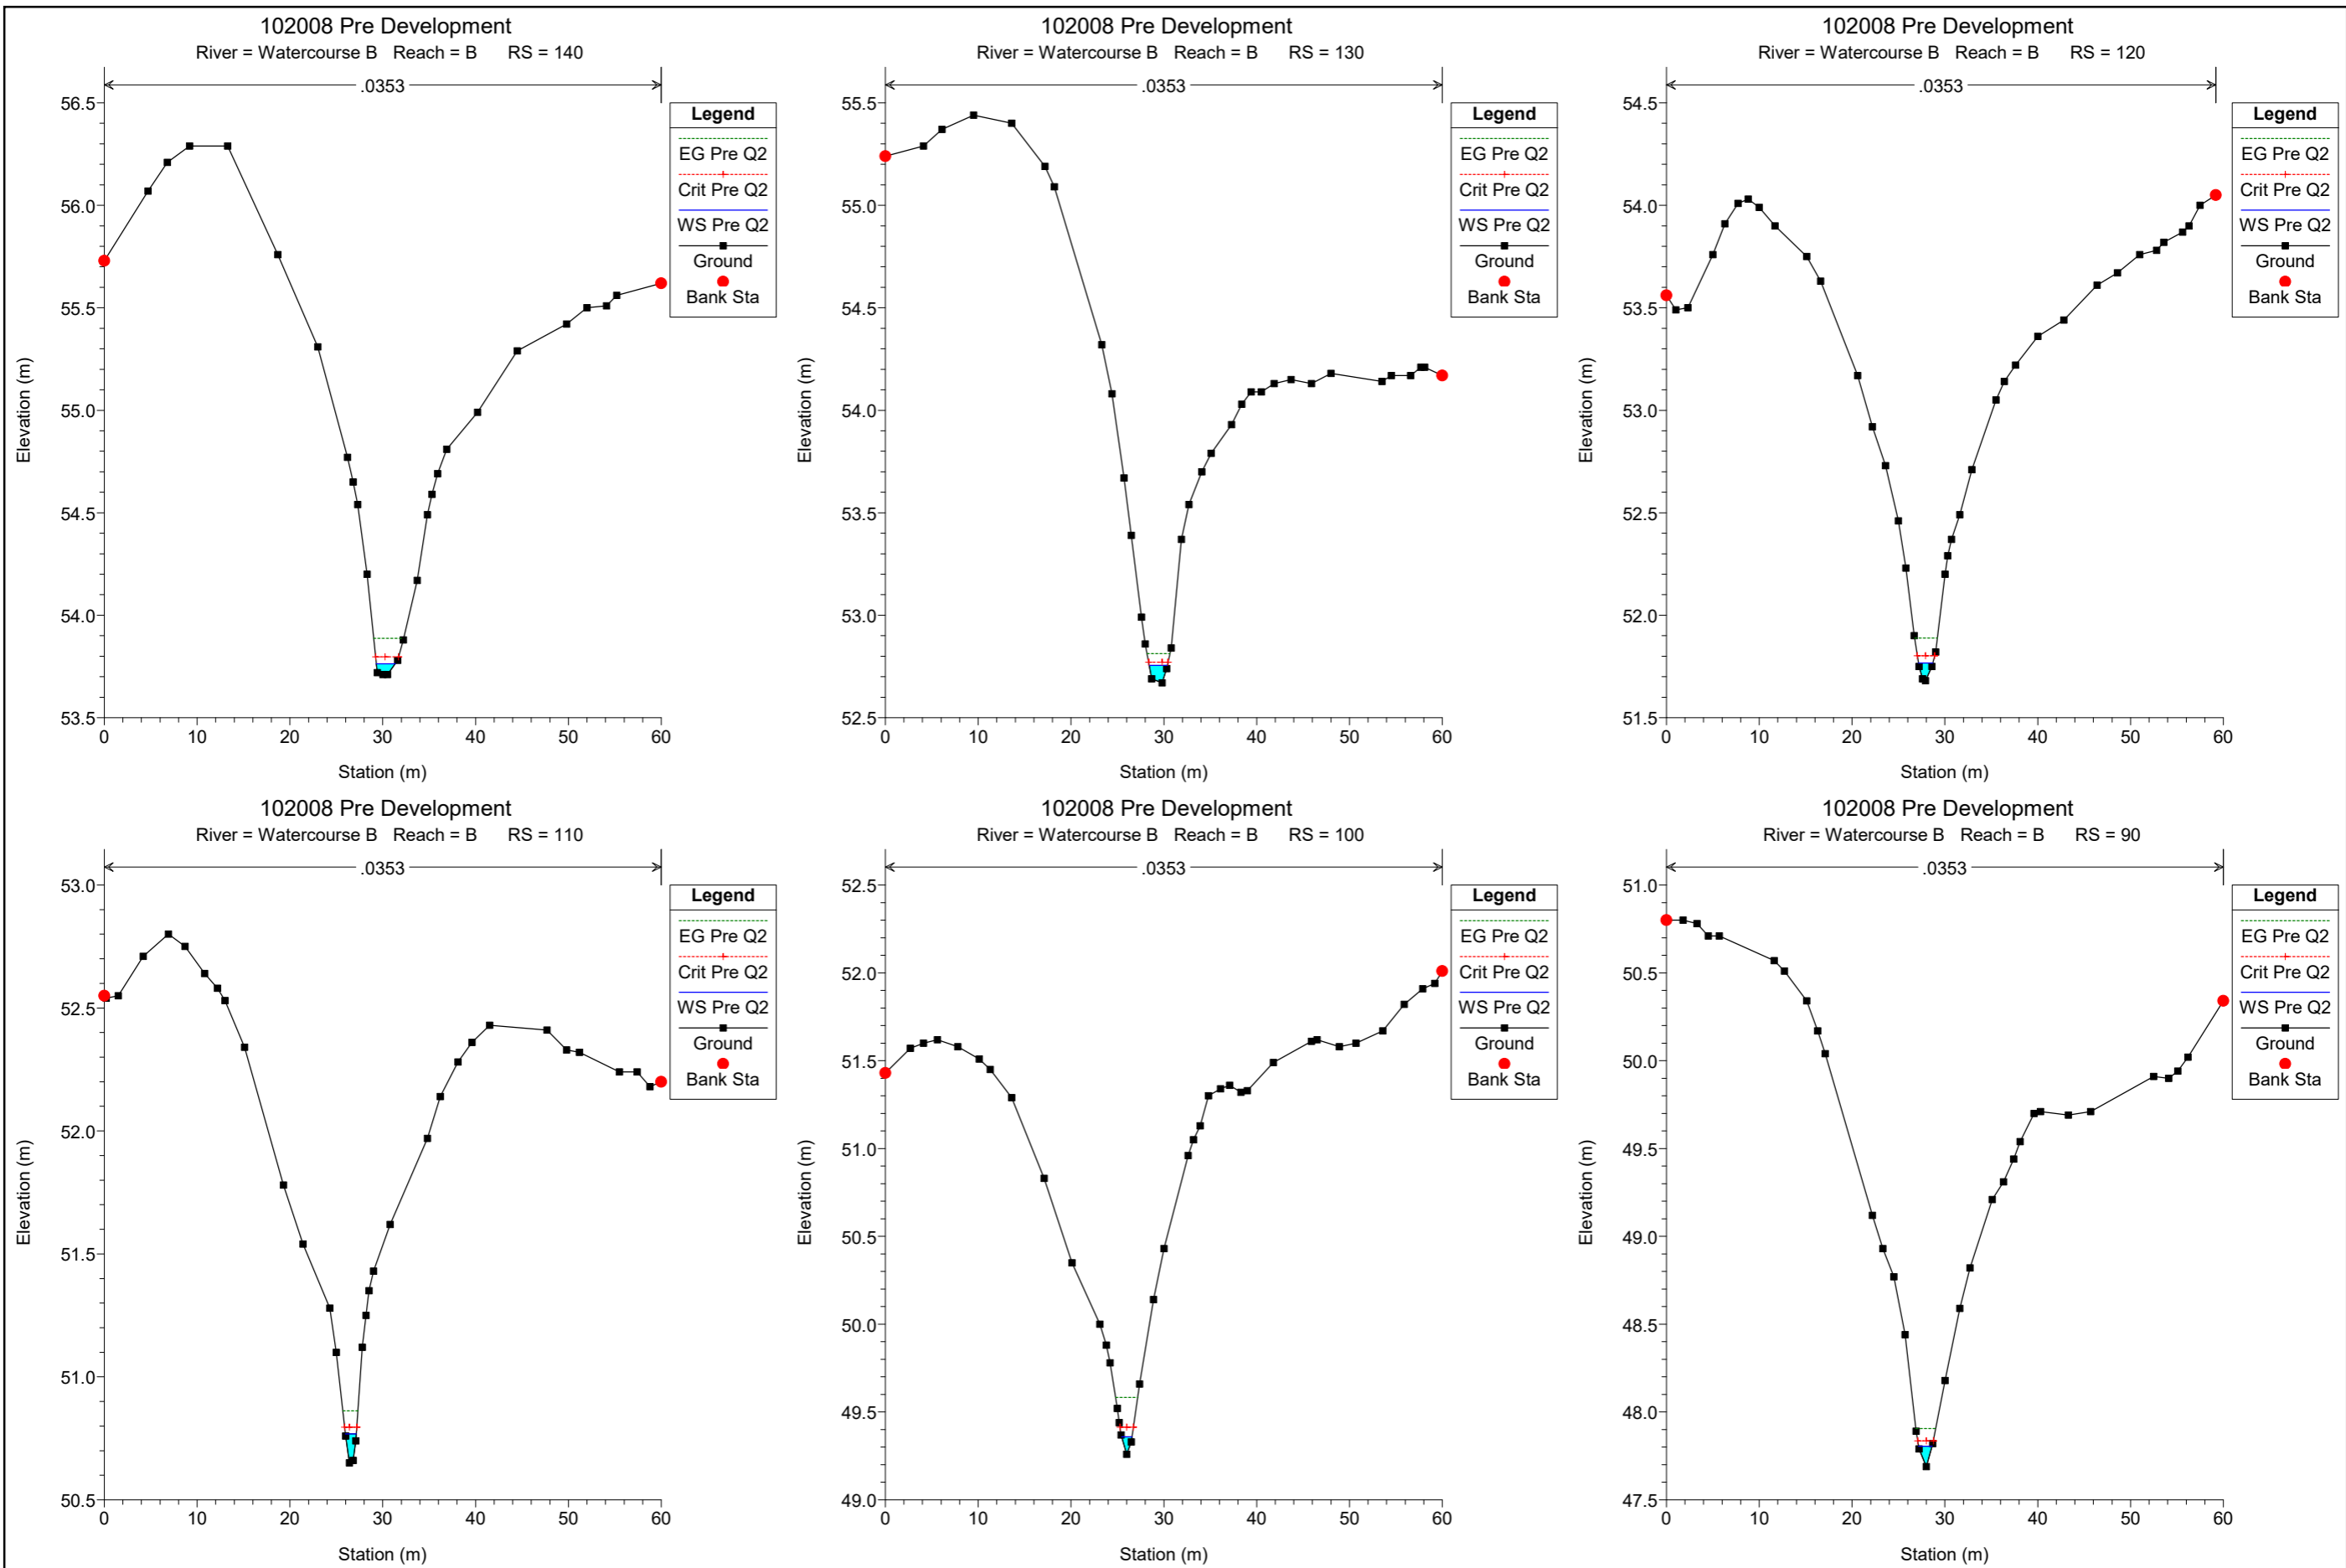 102008 Pre Development
River = Watercourse B Reach = B RS = 140
.0353
56.5
56.0
55.5
55.0
54.5
54.0
53.5
0 10 20 30 40 50 60
Elevation (m)
Station (m)
Legend
EG Pre Q2
Crit Pre Q2
WS Pre Q2
Ground
Bank Sta
102008 Pre Development
River = Watercourse B Reach = B RS = 130
.0353
55.5
55.0
54.5
54.0
53.5
53.0
52.5
0 10 20 30 40 50 60
Elevation (m)
Station (m)
Legend
EG Pre Q2
Crit Pre Q2
WS Pre Q2
Ground
Bank Sta
102008 Pre Development
River = Watercourse B Reach = B RS = 120
.0353
54.5
54.0
53.5
53.0
52.5
52.0
51.5
0 10 20 30 40 50 60
Elevation (m)
Station (m)
Legend
EG Pre Q2
Crit Pre Q2
WS Pre Q2
Ground
Bank Sta
102008 Pre Development
River = Watercourse B Reach = B RS = 110
.0353
53.0
52.5
52.0
51.5
51.0
50.5
0 10 20 30 40 50 60
Elevation (m)
Station (m)
Legend
EG Pre Q2
Crit Pre Q2
WS Pre Q2
Ground
Bank Sta
102008 Pre Development
River = Watercourse B Reach = B RS = 100
.0353
52.5
52.0
51.5
51.0
50.5
50.0
49.5
49.0
0 10 20 30 40 50 60
Elevation (m)
Station (m)
Legend
EG Pre Q2
Crit Pre Q2
WS Pre Q2
Ground
Bank Sta
102008 Pre Development
River = Watercourse B Reach = B RS = 90
.0353
51.0
50.5
50.0
49.5
49.0
48.5
48.0
47.5
0 10 20 30 40 50 60
Elevation (m)
Station (m)
Legend
EG Pre Q2
Crit Pre Q2
WS Pre Q2
Ground
Bank Sta